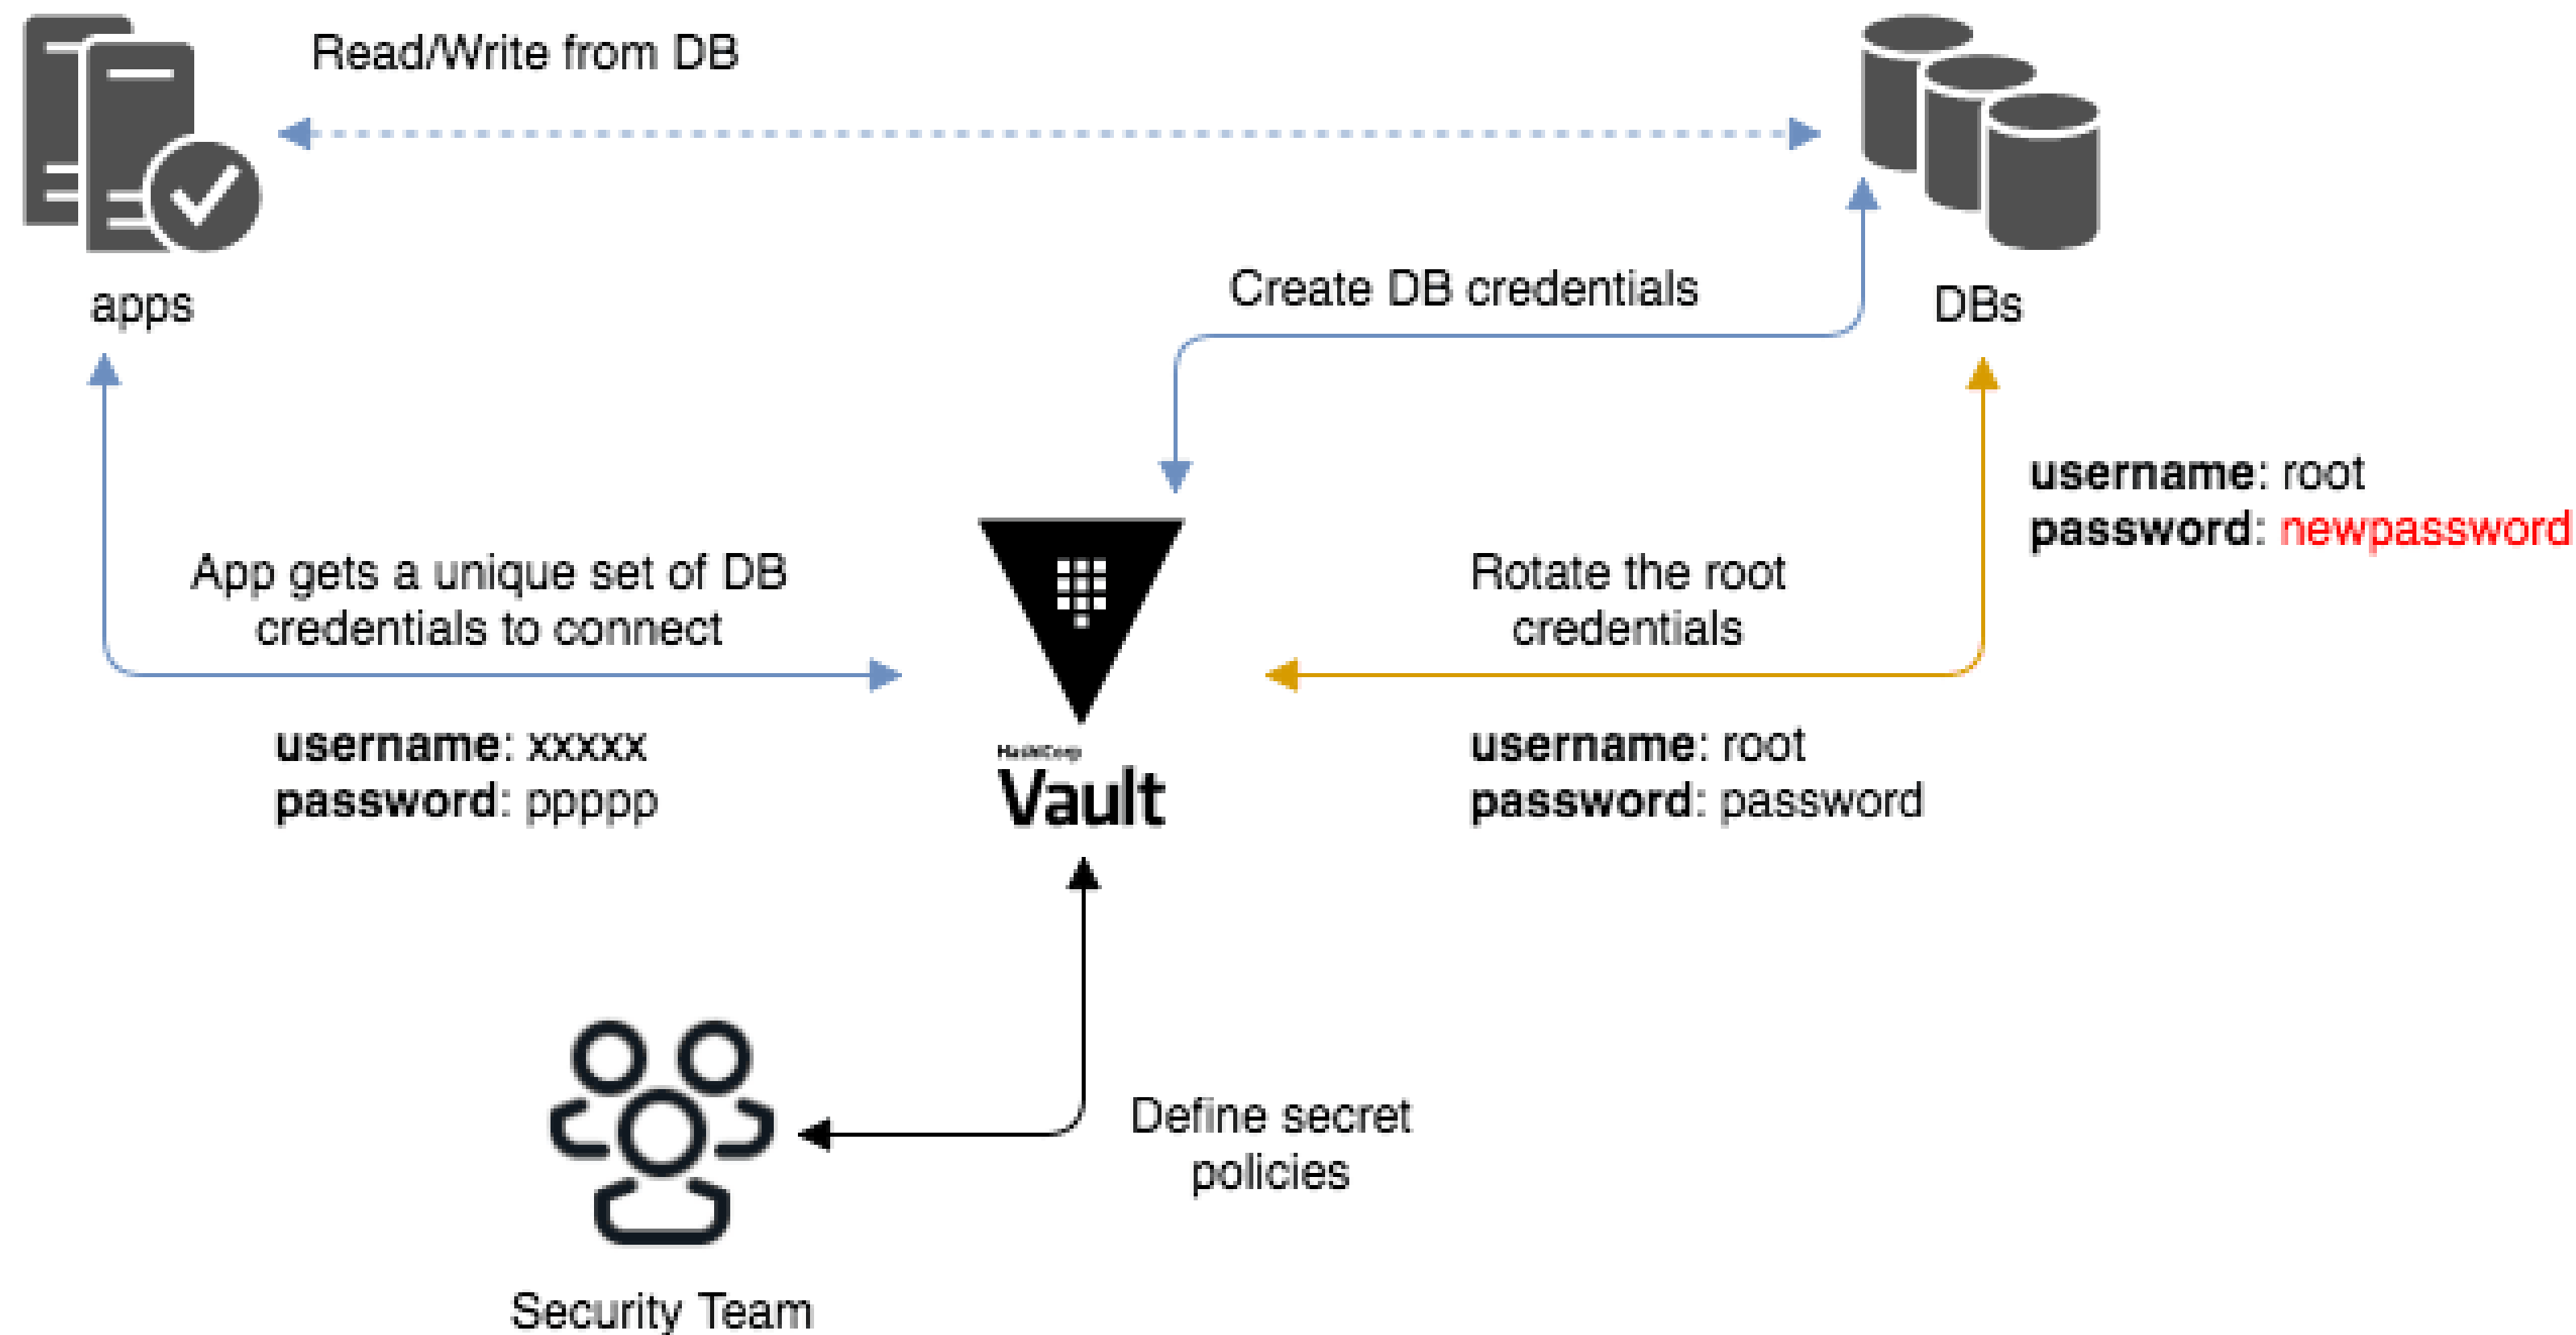 Read/Write from DB
apps
Create DB credentials
DBs
username: root
password: newpassword
App gets a unique set of DB
credentials to connect
username: xxxxx
password: ppppp
Rotate the root
credentials
username: root
password: password
HashiCorp
Vault
Define secret
policies
Security Team